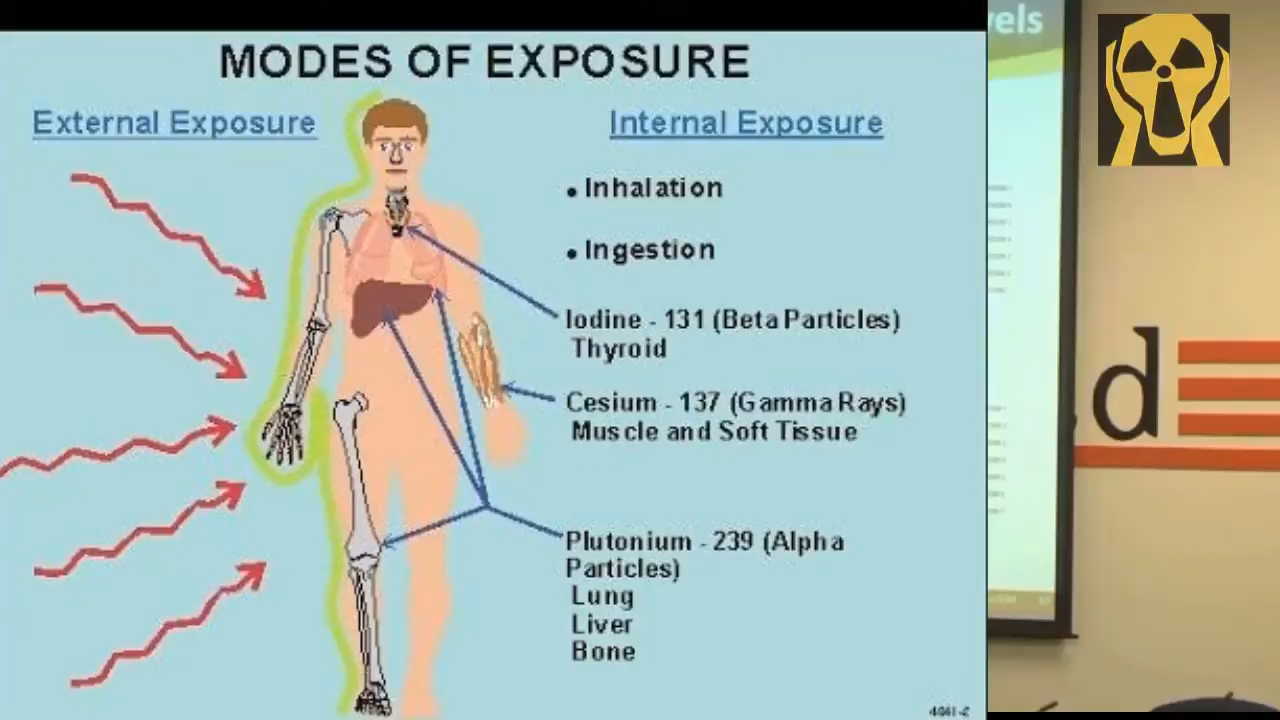 MODES OF EXPOSURE
External Exposure
Internal Exposure
• Inhalation
• Ingestion
Iodine - 131 (Beta Particles)
Thyroid
Cesium - 137 (Gamma Rays)
Muscle and Soft Tissue
Plutonium - 239 (Alpha
Particles)
Lung
Liver
Bone
vels
d